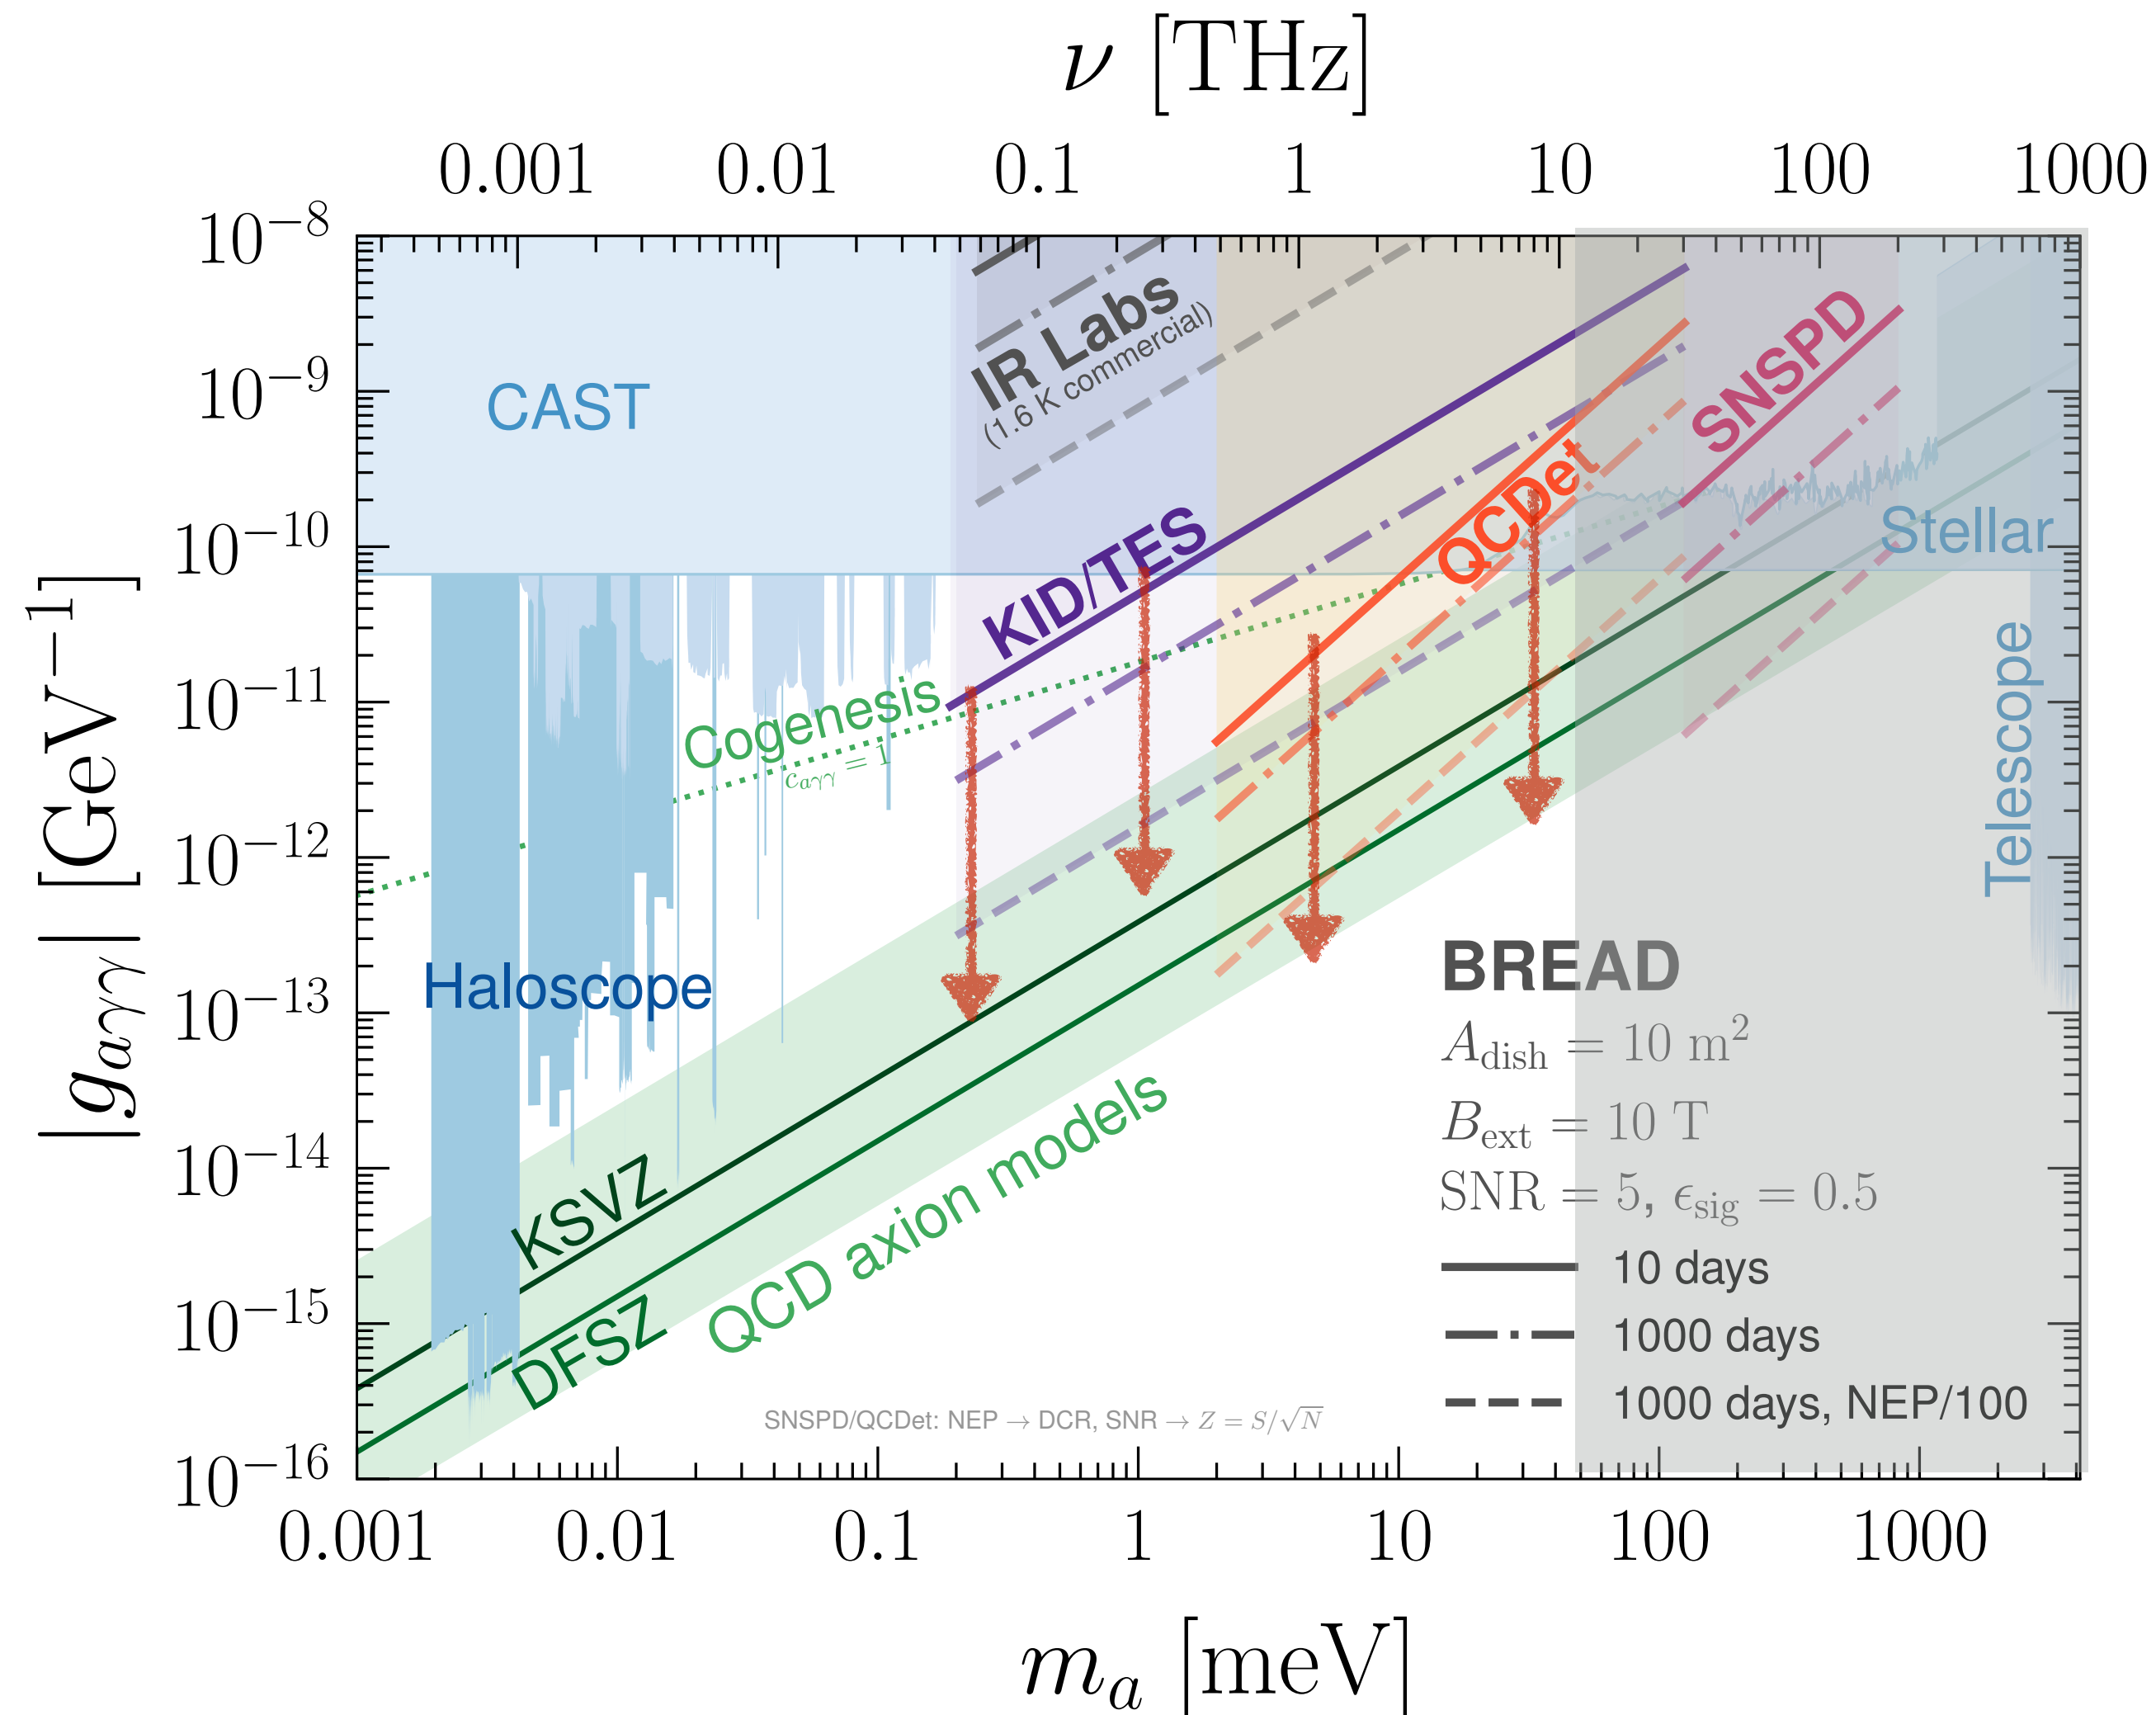 ν [THz]
0.001 0.01 0.1 1 10 100 1000
10⁻⁸
10⁻⁹
10⁻¹⁰
10⁻¹¹
10⁻¹²
10⁻¹³
10⁻¹⁴
10⁻¹⁵
10⁻¹⁶
|gₐᵧᵧ| [GeV⁻¹]
CAST
IR Labs
(1.6 K commercial)
KID/TES
QCDet
SNSPD
Stellar
Telescope
Cogenesis
cₐᵧᵧ = 1
Haloscope
KSVZ
DFSZ
QCD axion models
BREAD
A_dish = 10 m²
B_ext = 10 T
SNR = 5, ϵ_sig = 0.5
10 days
1000 days
1000 days, NEP/100
SNSPD/QCDet: NEP → DCR, SNR → Z = S/√N
0.001 0.01 0.1 1 10 100 1000
mₐ [meV]